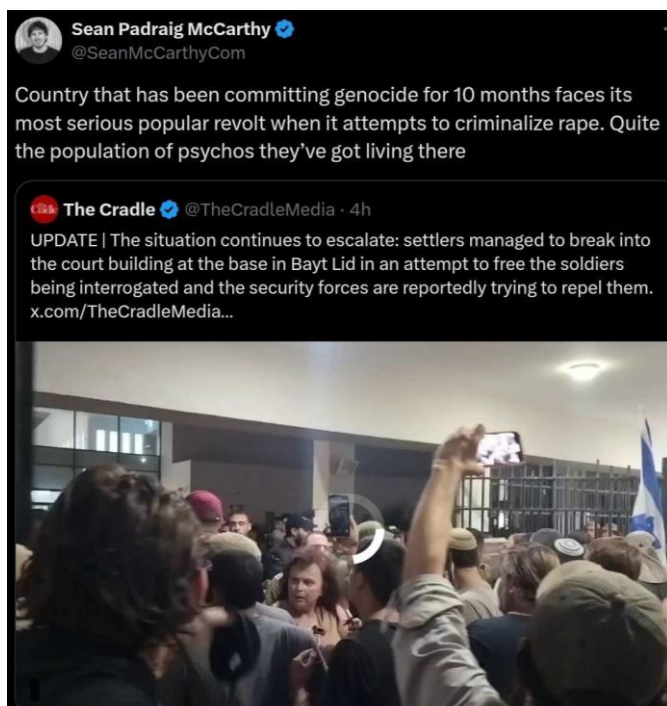 Sean Padraig McCarthy
@SeanMcCarthyCom
Country that has been committing genocide for 10 months faces its
most serious popular revolt when it attempts to criminalize rape. Quite
the population of psychos they’ve got living there
The Cradle @TheCradleMedia · 4h
UPDATE | The situation continues to escalate: settlers managed to break into
the court building at the base in Bayt Lid in an attempt to free the soldiers
being interrogated and the security forces are reportedly trying to repel them.
x.com/TheCradleMedia...